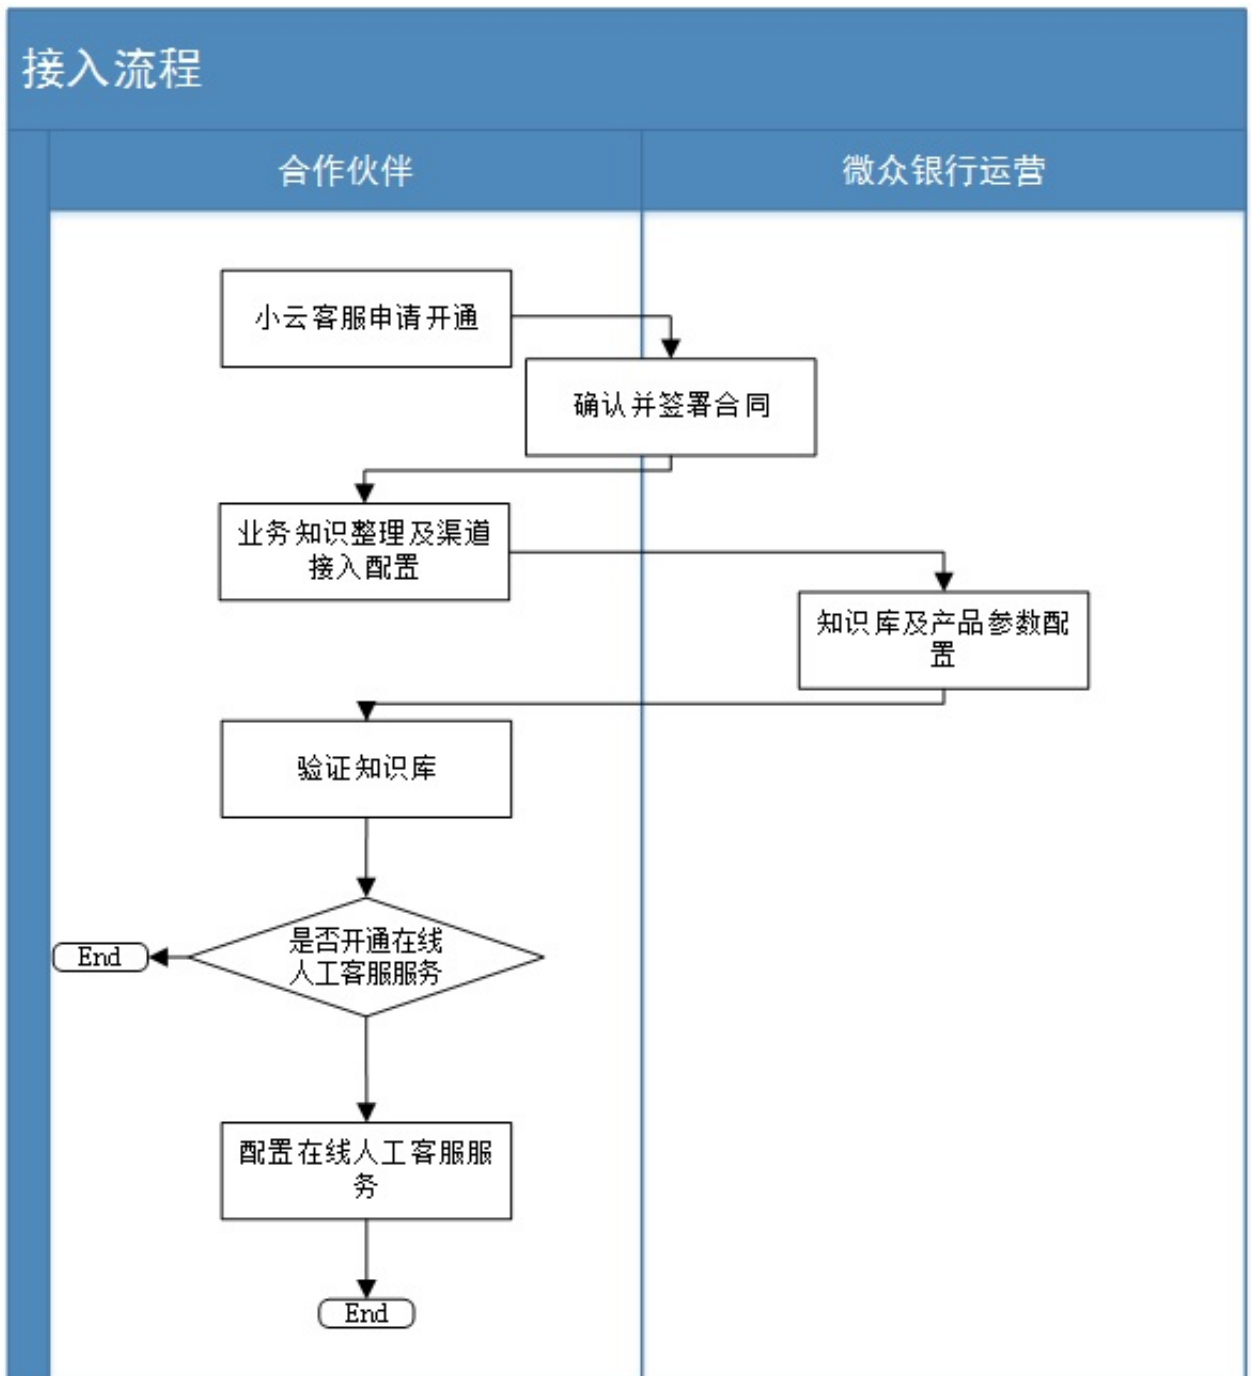 接入流程
合作伙伴
微众银行运营
小云客服申请开通
确认并签署合同
业务知识整理及渠道
接入配置
知识库及产品参数配
置
验证知识库
是否开通在线
人工客服服务
End
配置在线人工客服服
务
End